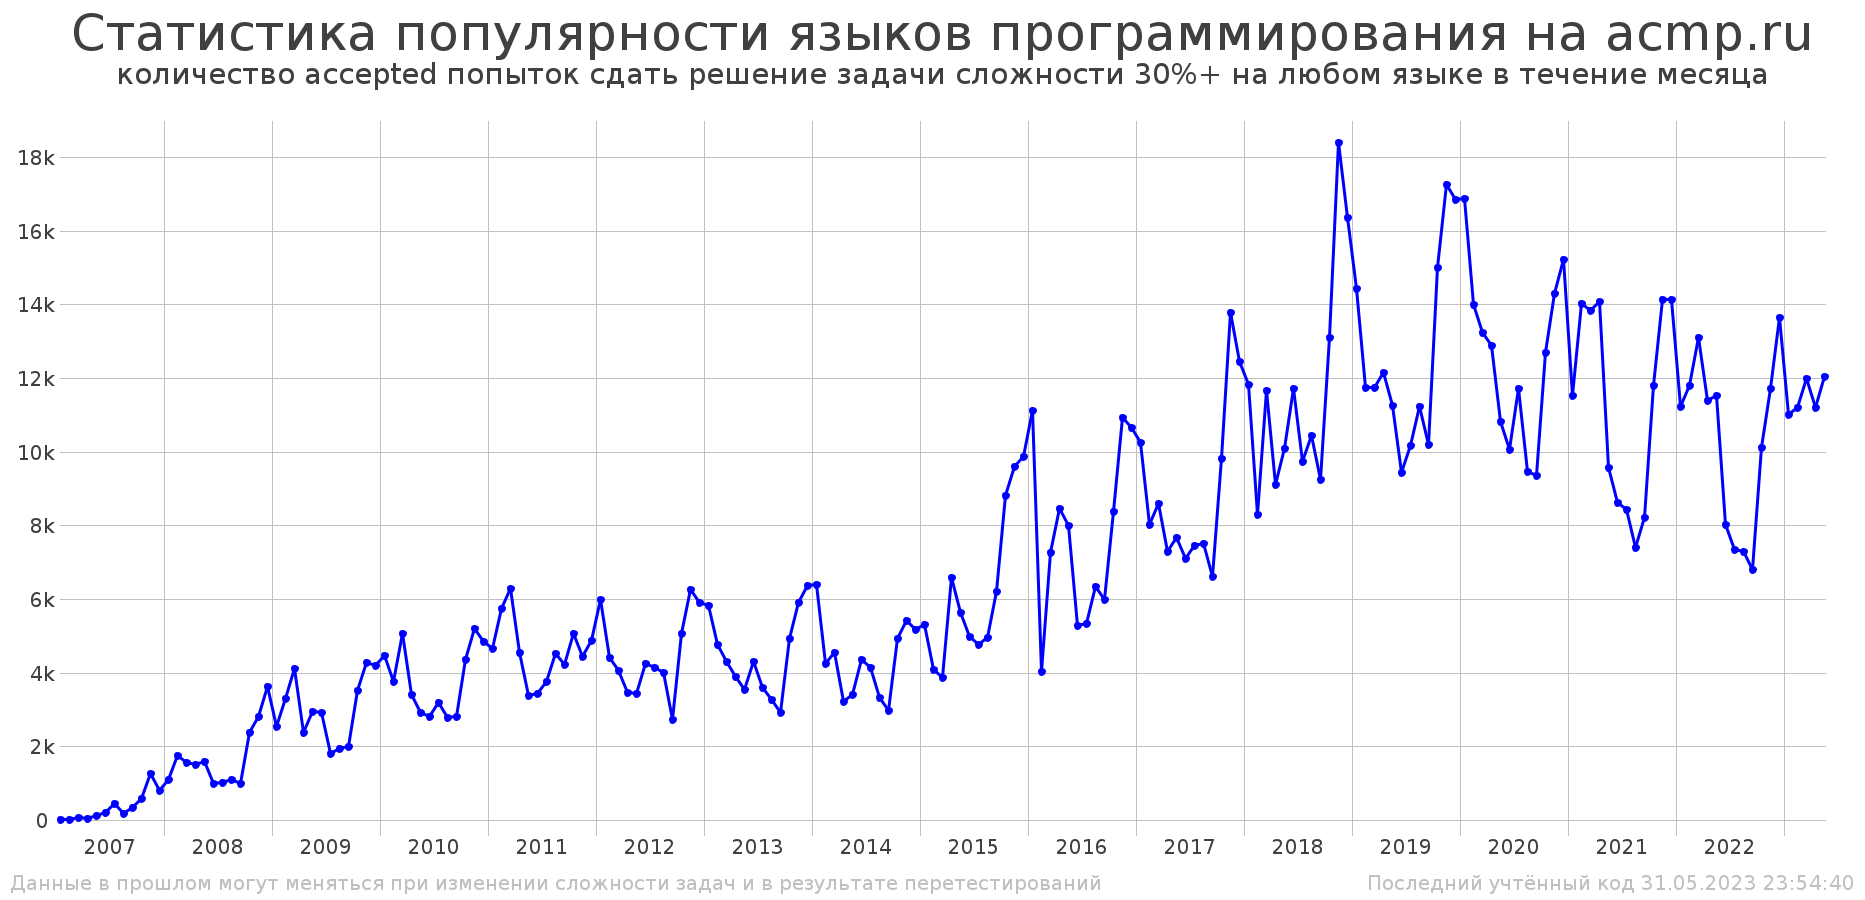 Статистика популярности языков программирования на acmp.ru
количество accepted попыток сдать решение задачи сложности 30%+ на любом языке в течение месяца
18k
16k
14k
12k
10k
8k
6k
4k
2k
0
2007 2008 2009 2010 2011 2012 2013 2014 2015 2016 2017 2018 2019 2020 2021 2022
Данные в прошлом могут меняться при изменении сложности задач и в результате перетестирований
Последний учтённый код 31.05.2023 23:54:40